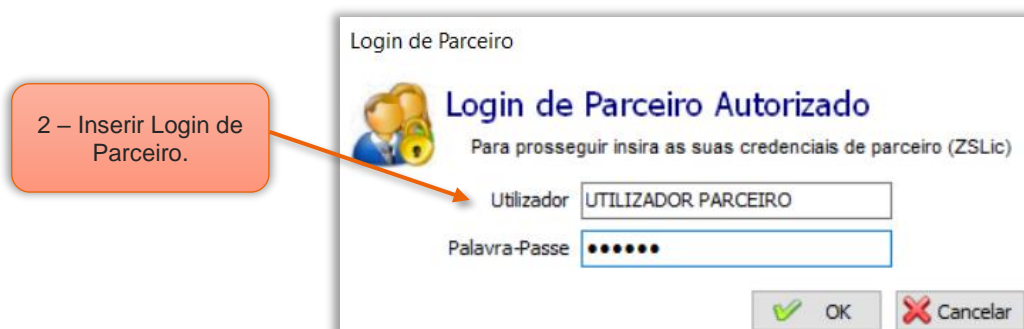 Login de Parceiro
2 – Inserir Login de
Parceiro.
Login de Parceiro Autorizado
Para prosseguir insira as suas credenciais de parceiro (ZSLic)
Utilizador UTILIZADOR PARCEIRO
Palavra-Passe ●●●●●●
OK Cancelar